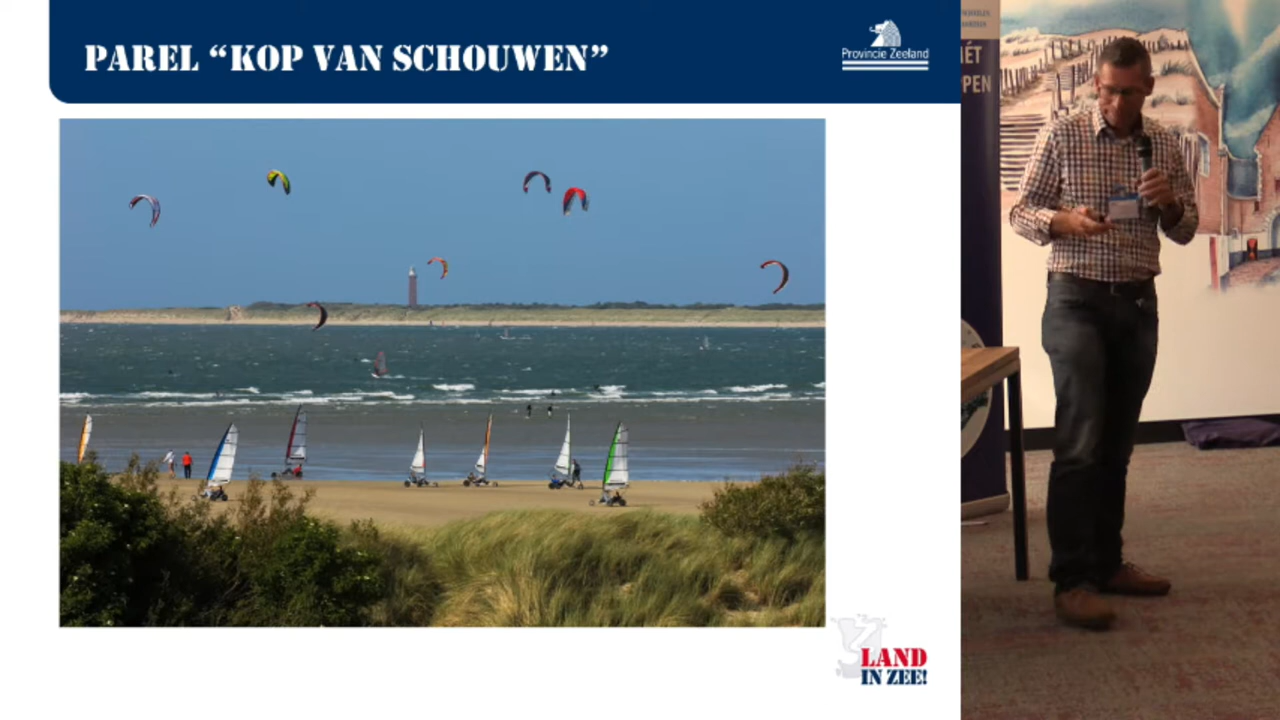 PAREL “KOP VAN SCHOUWEN”
Provincie Zeeland
LAND
IN ZEE!